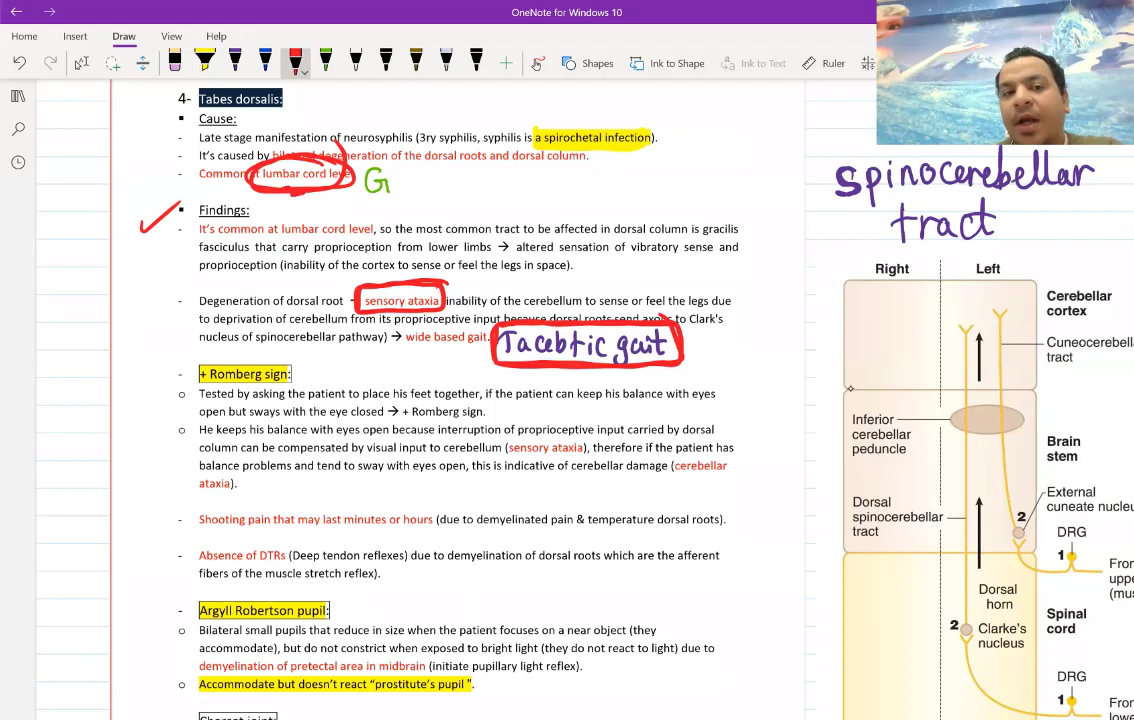 OneNote for Windows 10
Home Insert Draw View Help
Shapes Ink to Shape Ink to Text Ruler
4- Tabes dorsalis:
▪ Cause:
- Late stage manifestation of neurosyphilis (3ry syphilis, syphilis is a spirochetal infection).
- It's caused by bilateral degeneration of the dorsal roots and dorsal column.
- Common at lumbar cord level
G
▪ Findings:
- It's common at lumbar cord level, so the most common tract to be affected in dorsal column is gracilis
fasciculus that carry proprioception from lower limbs → altered sensation of vibratory sense and
proprioception (inability of the cortex to sense or feel the legs in space).
- Degeneration of dorsal root → sensory ataxia inability of the cerebellum to sense or feel the legs due
to deprivation of cerebellum from its proprioceptive input because dorsal roots send axons to Clark's
nucleus of spinocerebellar pathway) → wide based gait.
Tacebtic gait
- + Romberg sign:
o Tested by asking the patient to place his feet together, if the patient can keep his balance with eyes
open but sways with the eye closed → + Romberg sign.
o He keeps his balance with eyes open because interruption of proprioceptive input carried by dorsal
column can be compensated by visual input to cerebellum (sensory ataxia), therefore if the patient has
balance problems and tend to sway with eyes open, this is indicative of cerebellar damage (cerebellar
ataxia).
- Shooting pain that may last minutes or hours (due to demyelinated pain & temperature dorsal roots).
- Absence of DTRs (Deep tendon reflexes) due to demyelination of dorsal roots which are the afferent
fibers of the muscle stretch reflex).
- Argyll Robertson pupil:
o Bilateral small pupils that reduce in size when the patient focuses on a near object (they
accommodate), but do not constrict when exposed to bright light (they do not react to light) due to
demyelination of pretectal area in midbrain (initiate pupillary light reflex).
o Accommodate but doesn't react "prostitute's pupil".
spinocerebellar
tract
Right Left
Cerebellar
cortex
Cuneocerebella
tract
Inferior
cerebellar
peduncle
Brain
stem
External
cuneate nucleu
Dorsal
spinocerebellar
tract
2
DRG
1
From
uppe
(mus
Dorsal
horn
Spinal
cord
2
Clarke's
nucleus
DRG
1
From